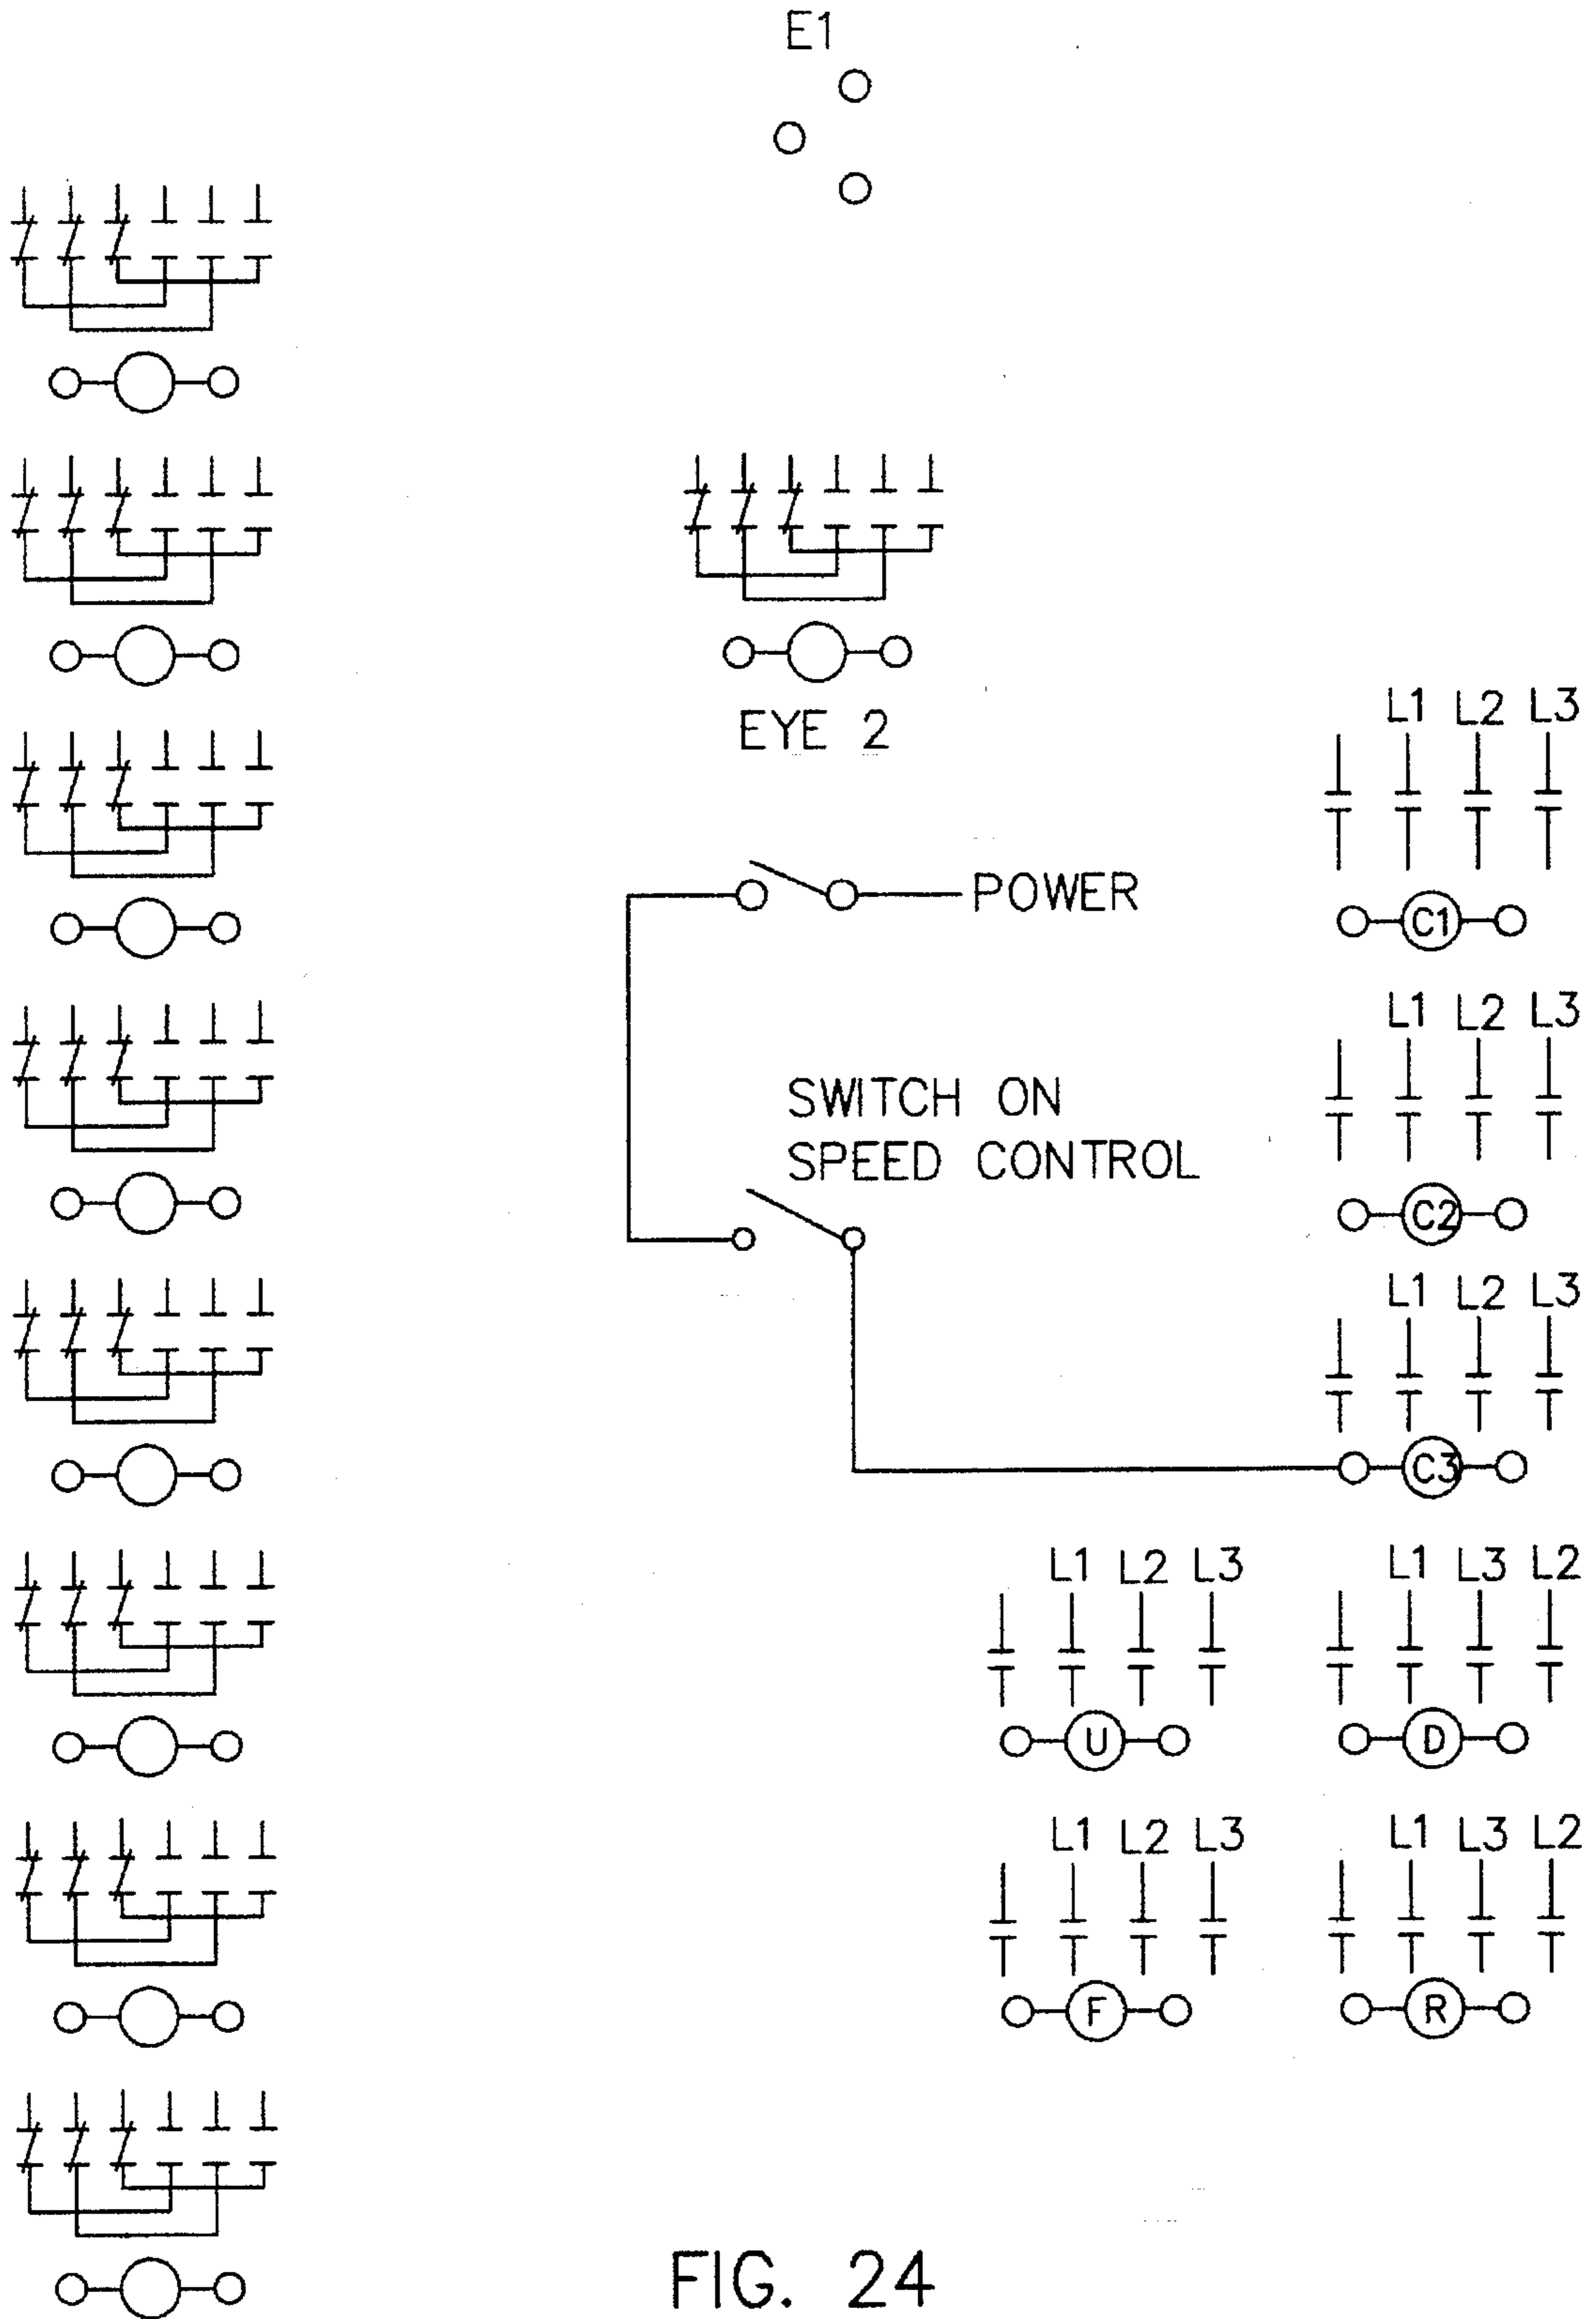 E1
EYE 2
L1 L2 L3
POWER
C1
L1 L2 L3
SWITCH ON
SPEED CONTROL
C2
L1 L2 L3
C3
L1 L2 L3
L1 L3 L2
U
D
L1 L2 L3
L1 L3 L2
F
R
FIG. 24